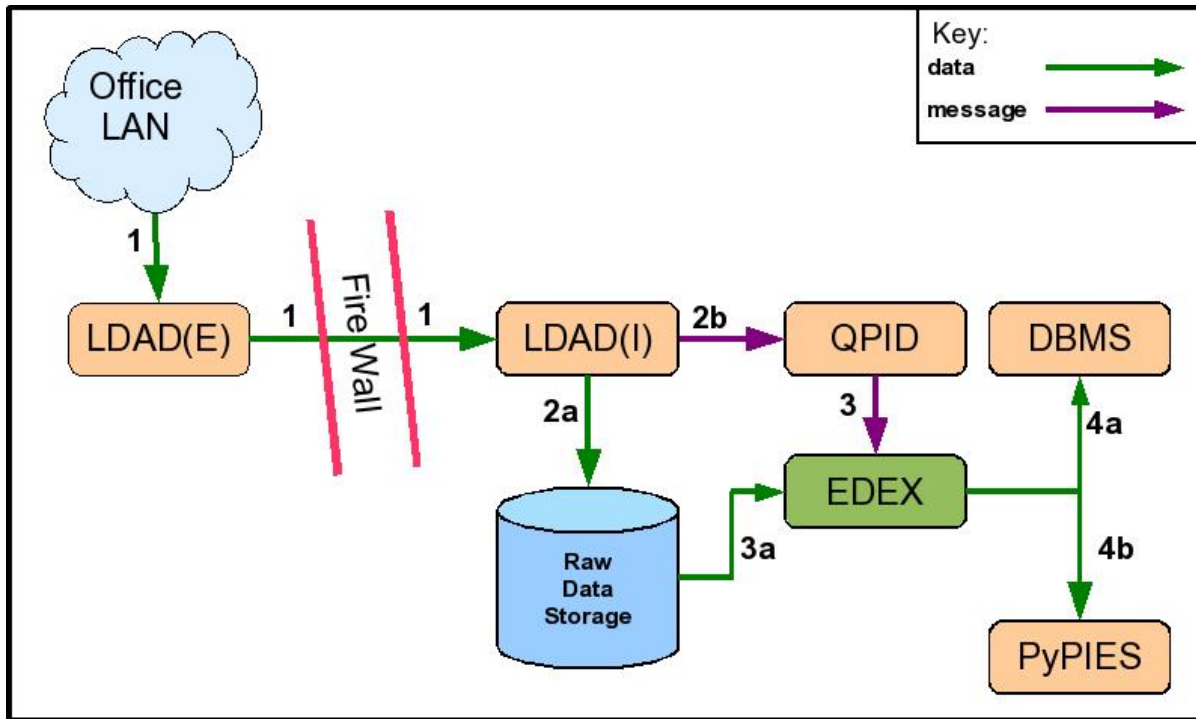 Key:
data
message
Office
LAN
1
LDAD(E)
1
Fire Wall
1
LDAD(I)
2b
QPID
DBMS
2a
3
4a
EDEX
Raw
Data
Storage
3a
4b
PyPIES